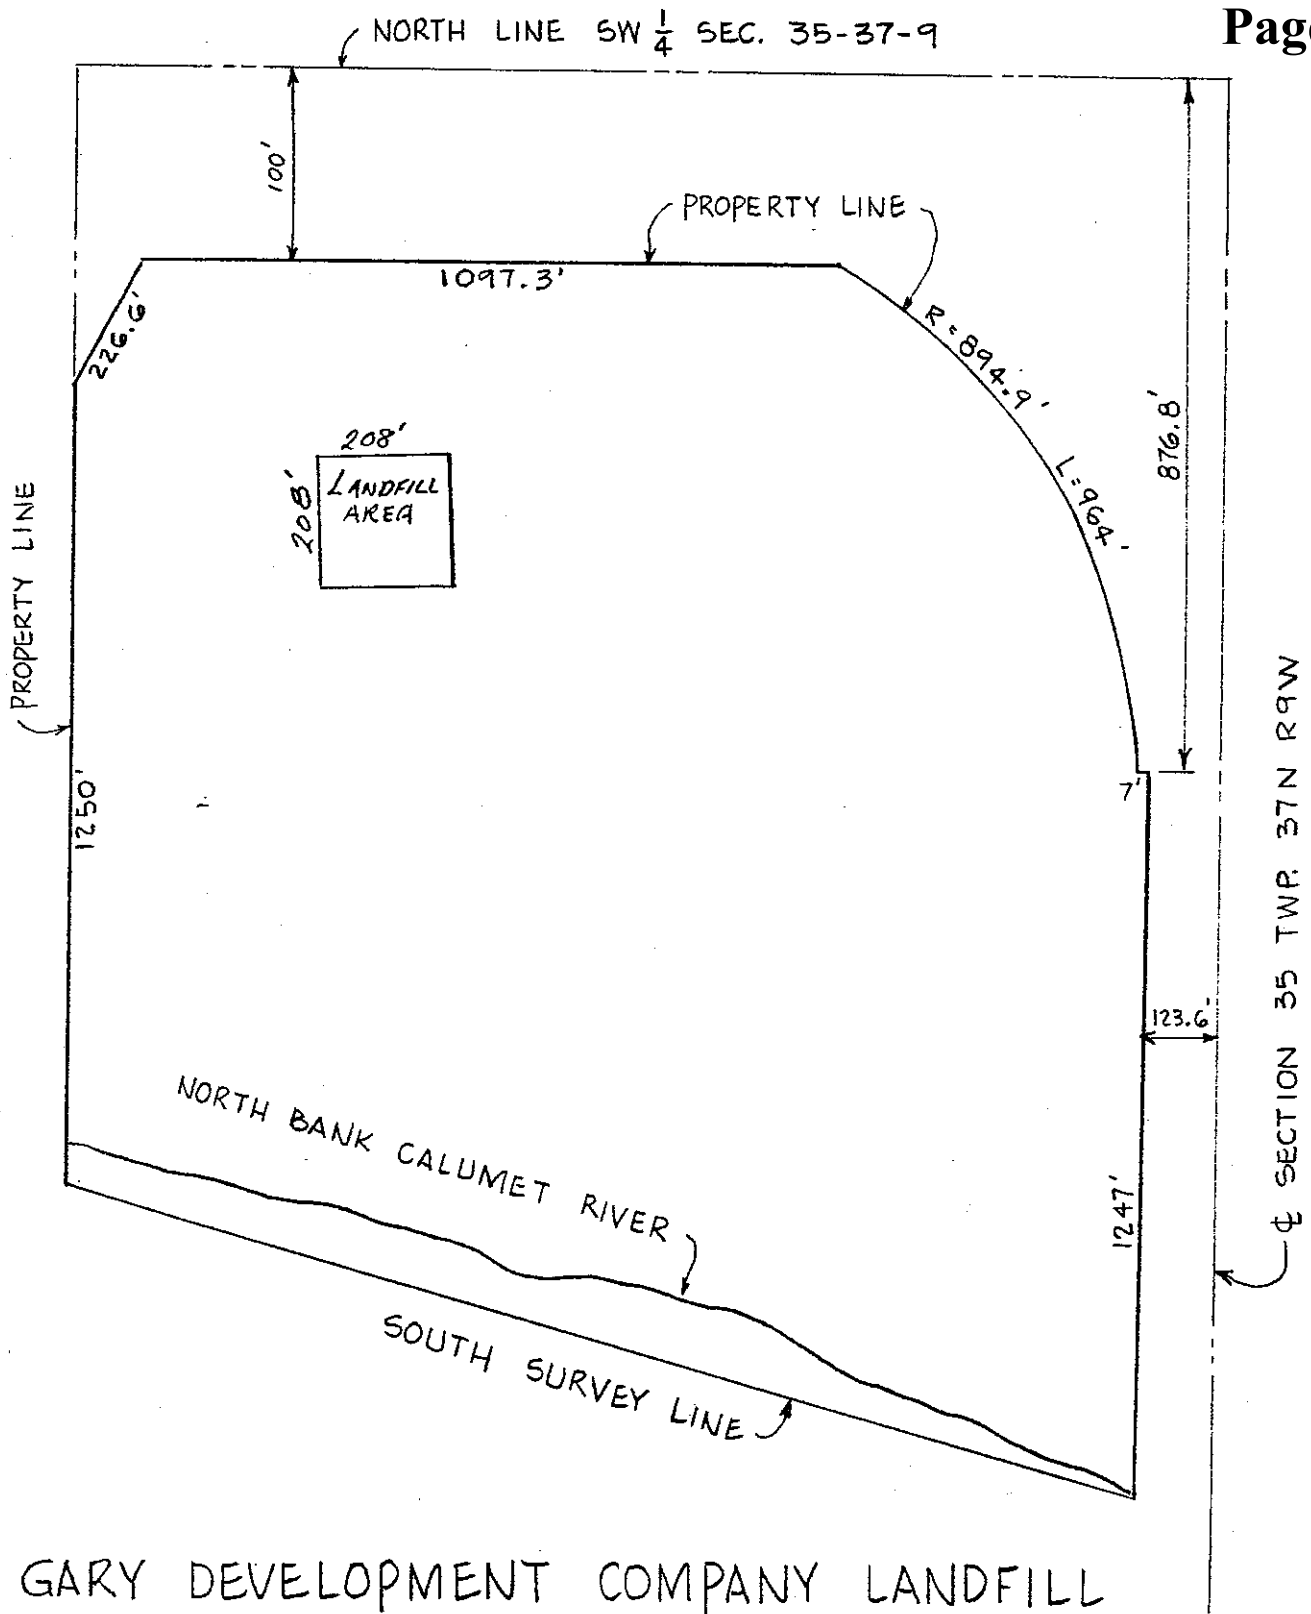 Page
NORTH LINE SW 1/4 SEC. 35-37-9
100'
PROPERTY LINE
1097.3'
226.6'
R=894.9'
L=964'
876.8'
208'
208'
LANDFILL
AREA
PROPERTY LINE
1250'
7'
123.6'
℄ SECTION 35 TWP. 37N R9W
NORTH BANK CALUMET RIVER
1247'
SOUTH SURVEY LINE
GARY DEVELOPMENT COMPANY LANDFILL